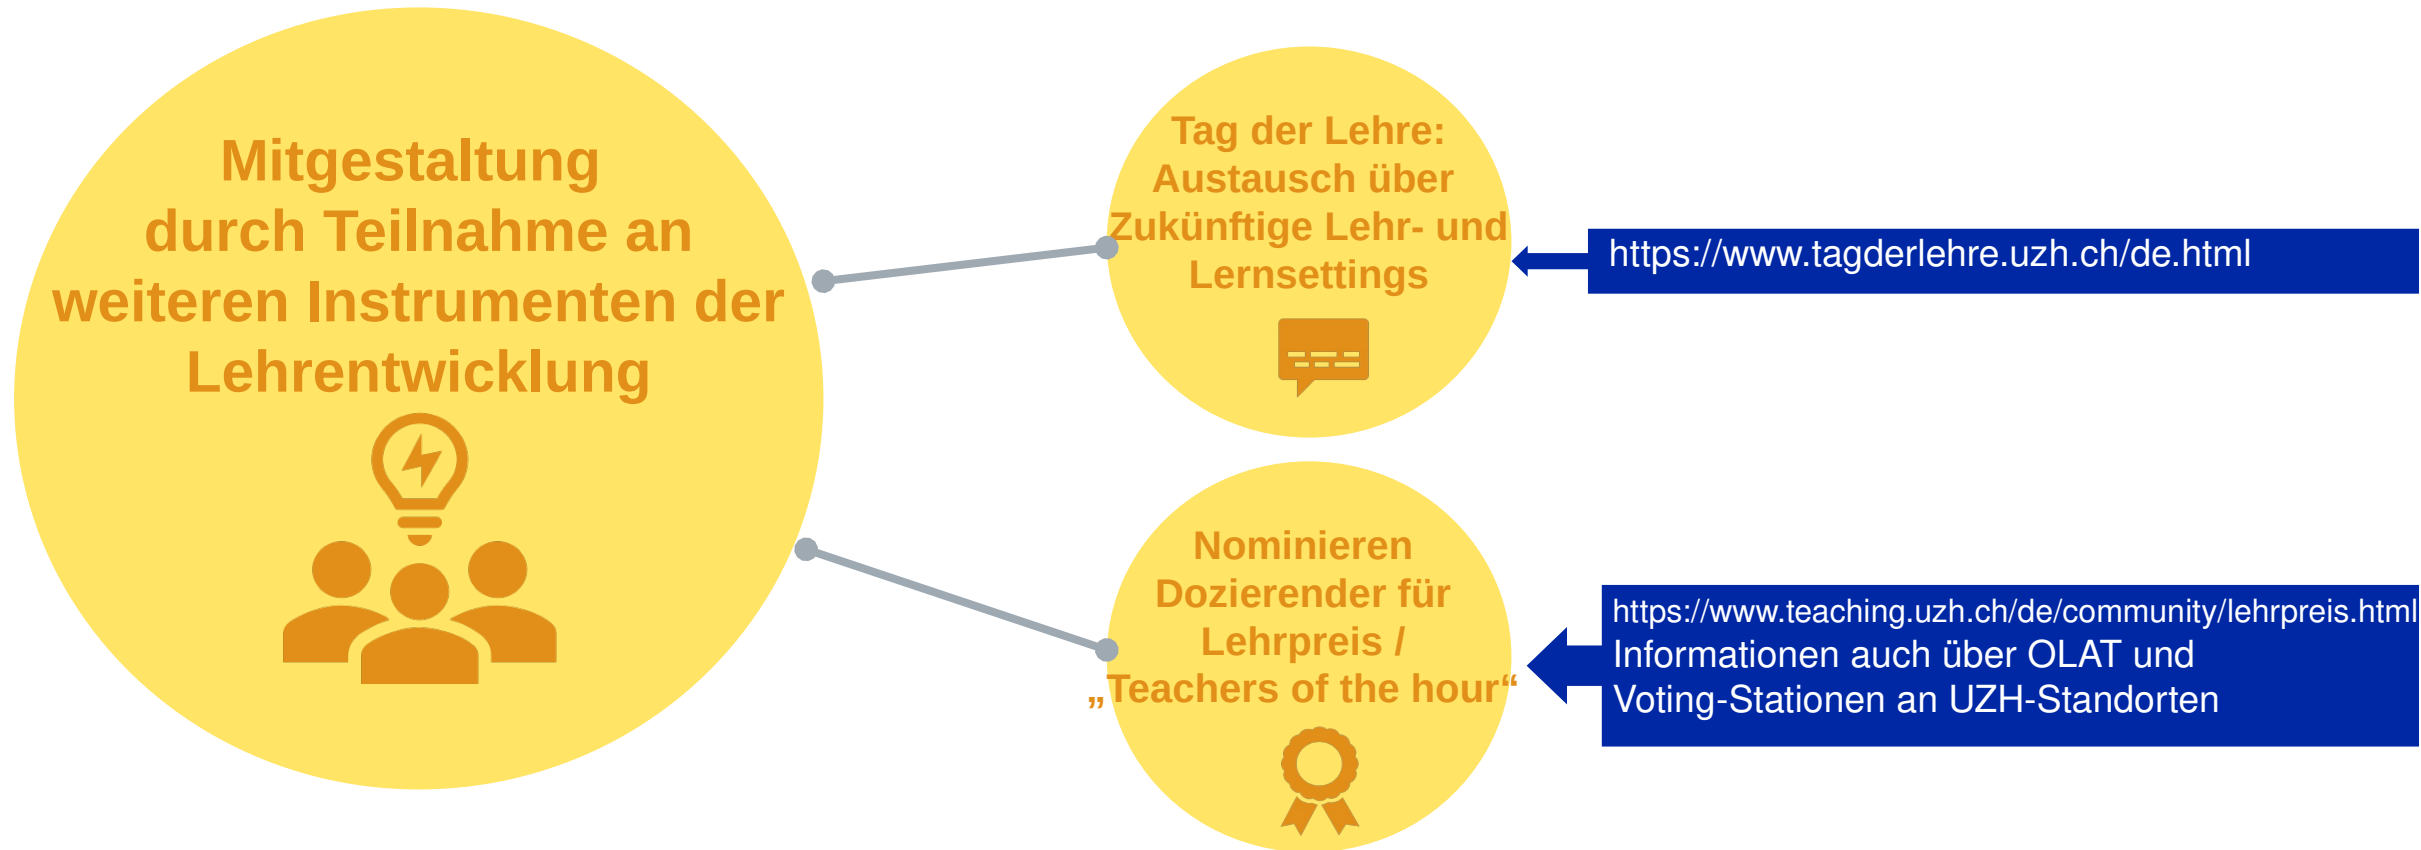 Mitgestaltung
durch Teilnahme an
weiteren Instrumenten der
Lehrentwicklung
Tag der Lehre:
Austausch über
Zukünftige Lehr- und
Lernsettings
https://www.tagderlehre.uzh.ch/de.html
Nominieren
Dozierender für
Lehrpreis /
„Teachers of the hour“
https://www.teaching.uzh.ch/de/community/lehrpreis.html
Informationen auch über OLAT und
Voting-Stationen an UZH-Standorten